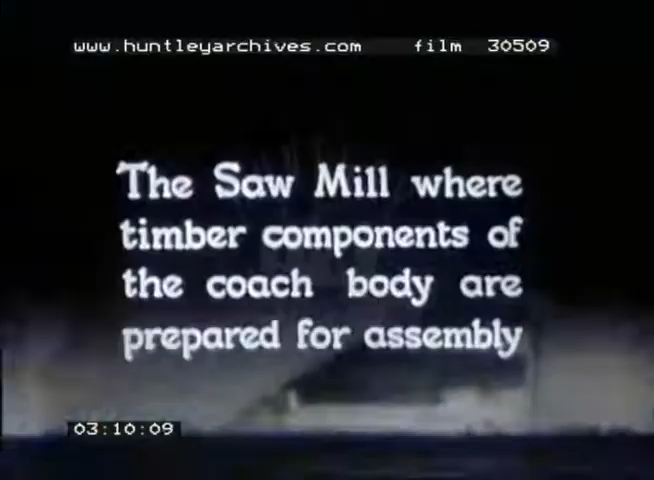 www.huntleyarchives.com film 30509
The Saw Mill where
timber components of
the coach body are
prepared for assembly
03:10:09